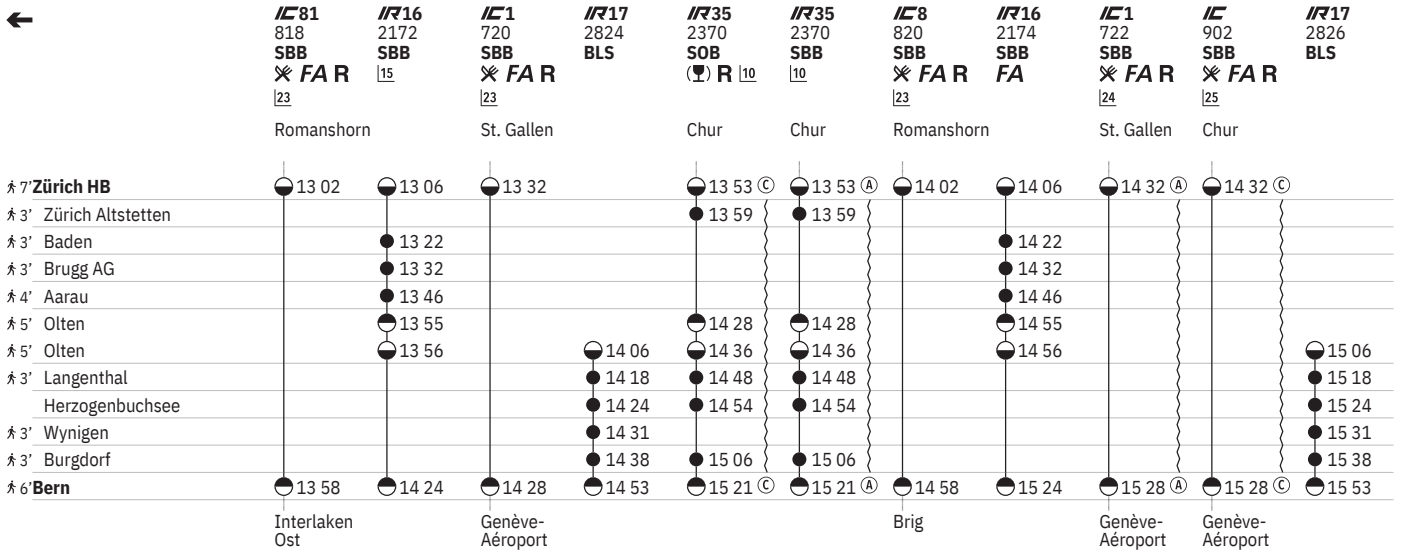 IC81 IR16 IC1 IR17 IR35 IR35 IC8 IR16 IC1 IC IR17
818 2172 720 2824 2370 2370 820 2174 722 902 2826
SBB SBB SBB BLS SOB SBB SBB SBB SBB SBB BLS
FA R 15 FA R R 10 10 FA R FA FA R FA R
23 23 23 24 25
Romanshorn St. Gallen Chur Chur Romanshorn St. Gallen Chur
7’ Zürich HB 13 02 13 06 13 32 13 53 C 13 53 A 14 02 14 06 14 32 A 14 32 C
3’ Zürich Altstetten 13 59 13 59
3’ Baden 13 22 14 22
3’ Brugg AG 13 32 14 32
4’ Aarau 13 46 14 46
5’ Olten 13 55 14 28 14 28 14 55
5’ Olten 13 56 14 06 14 36 14 36 14 56 15 06
3’ Langenthal 14 18 14 48 14 48 15 18
Herzogenbuchsee 14 24 14 54 14 54 15 24
3’ Wynigen 14 31 15 31
3’ Burgdorf 14 38 15 06 15 06 15 38
6’ Bern 13 58 14 24 14 28 14 53 15 21 C 15 21 A 14 58 15 24 15 28 A 15 28 C 15 53
Interlaken Genève- Brig Genève- Genève-
Ost Aéroport Aéroport Aéroport